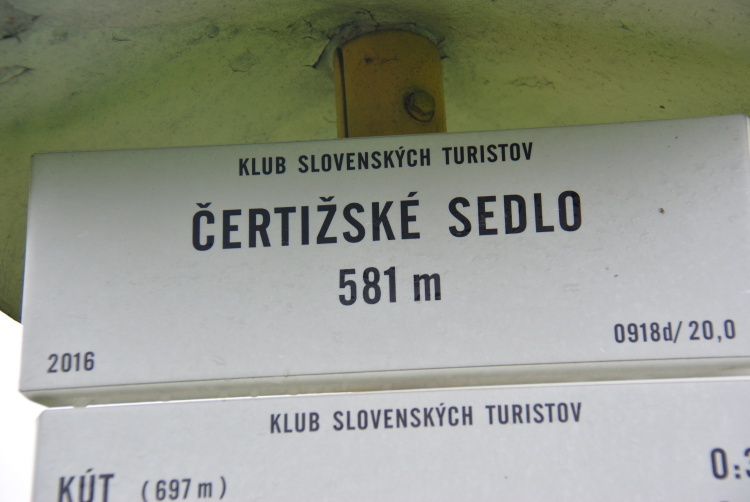 KLUB SLOVENSKÝCH TURISTOV
ČERTIŽSKÉ SEDLO
581 m
2016 0918d/20,0
KLUB SLOVENSKÝCH TURISTOV
KÚT (697 m)